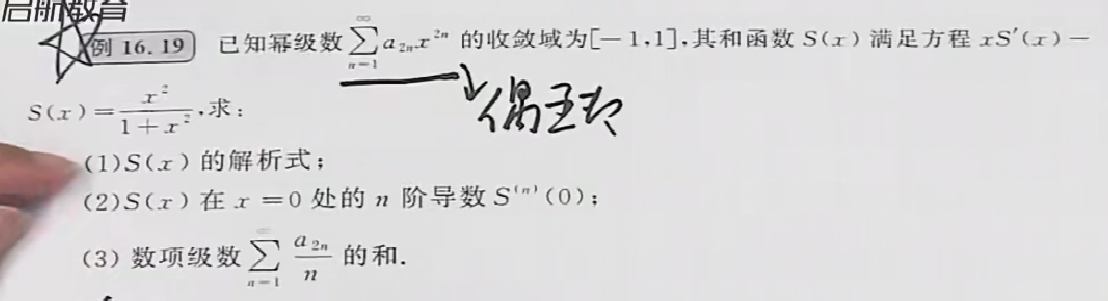 启航教育
例 16.19 已知幂级数 $\sum_{n=1}^{\infty} a_{2n}x^{2n}$ 的收敛域为[－1,1],其和函数 S(x) 满足方程 xS′(x)－
S(x)=$\frac{x^2}{1+x^2}$,求:
偶
(1)S(x) 的解析式;
(2)S(x) 在 x =0 处的 n 阶导数 $S^{(n)}(0)$;
(3) 数项级数 $\sum_{n=1}^{\infty} \frac{a_{2n}}{n}$ 的和.